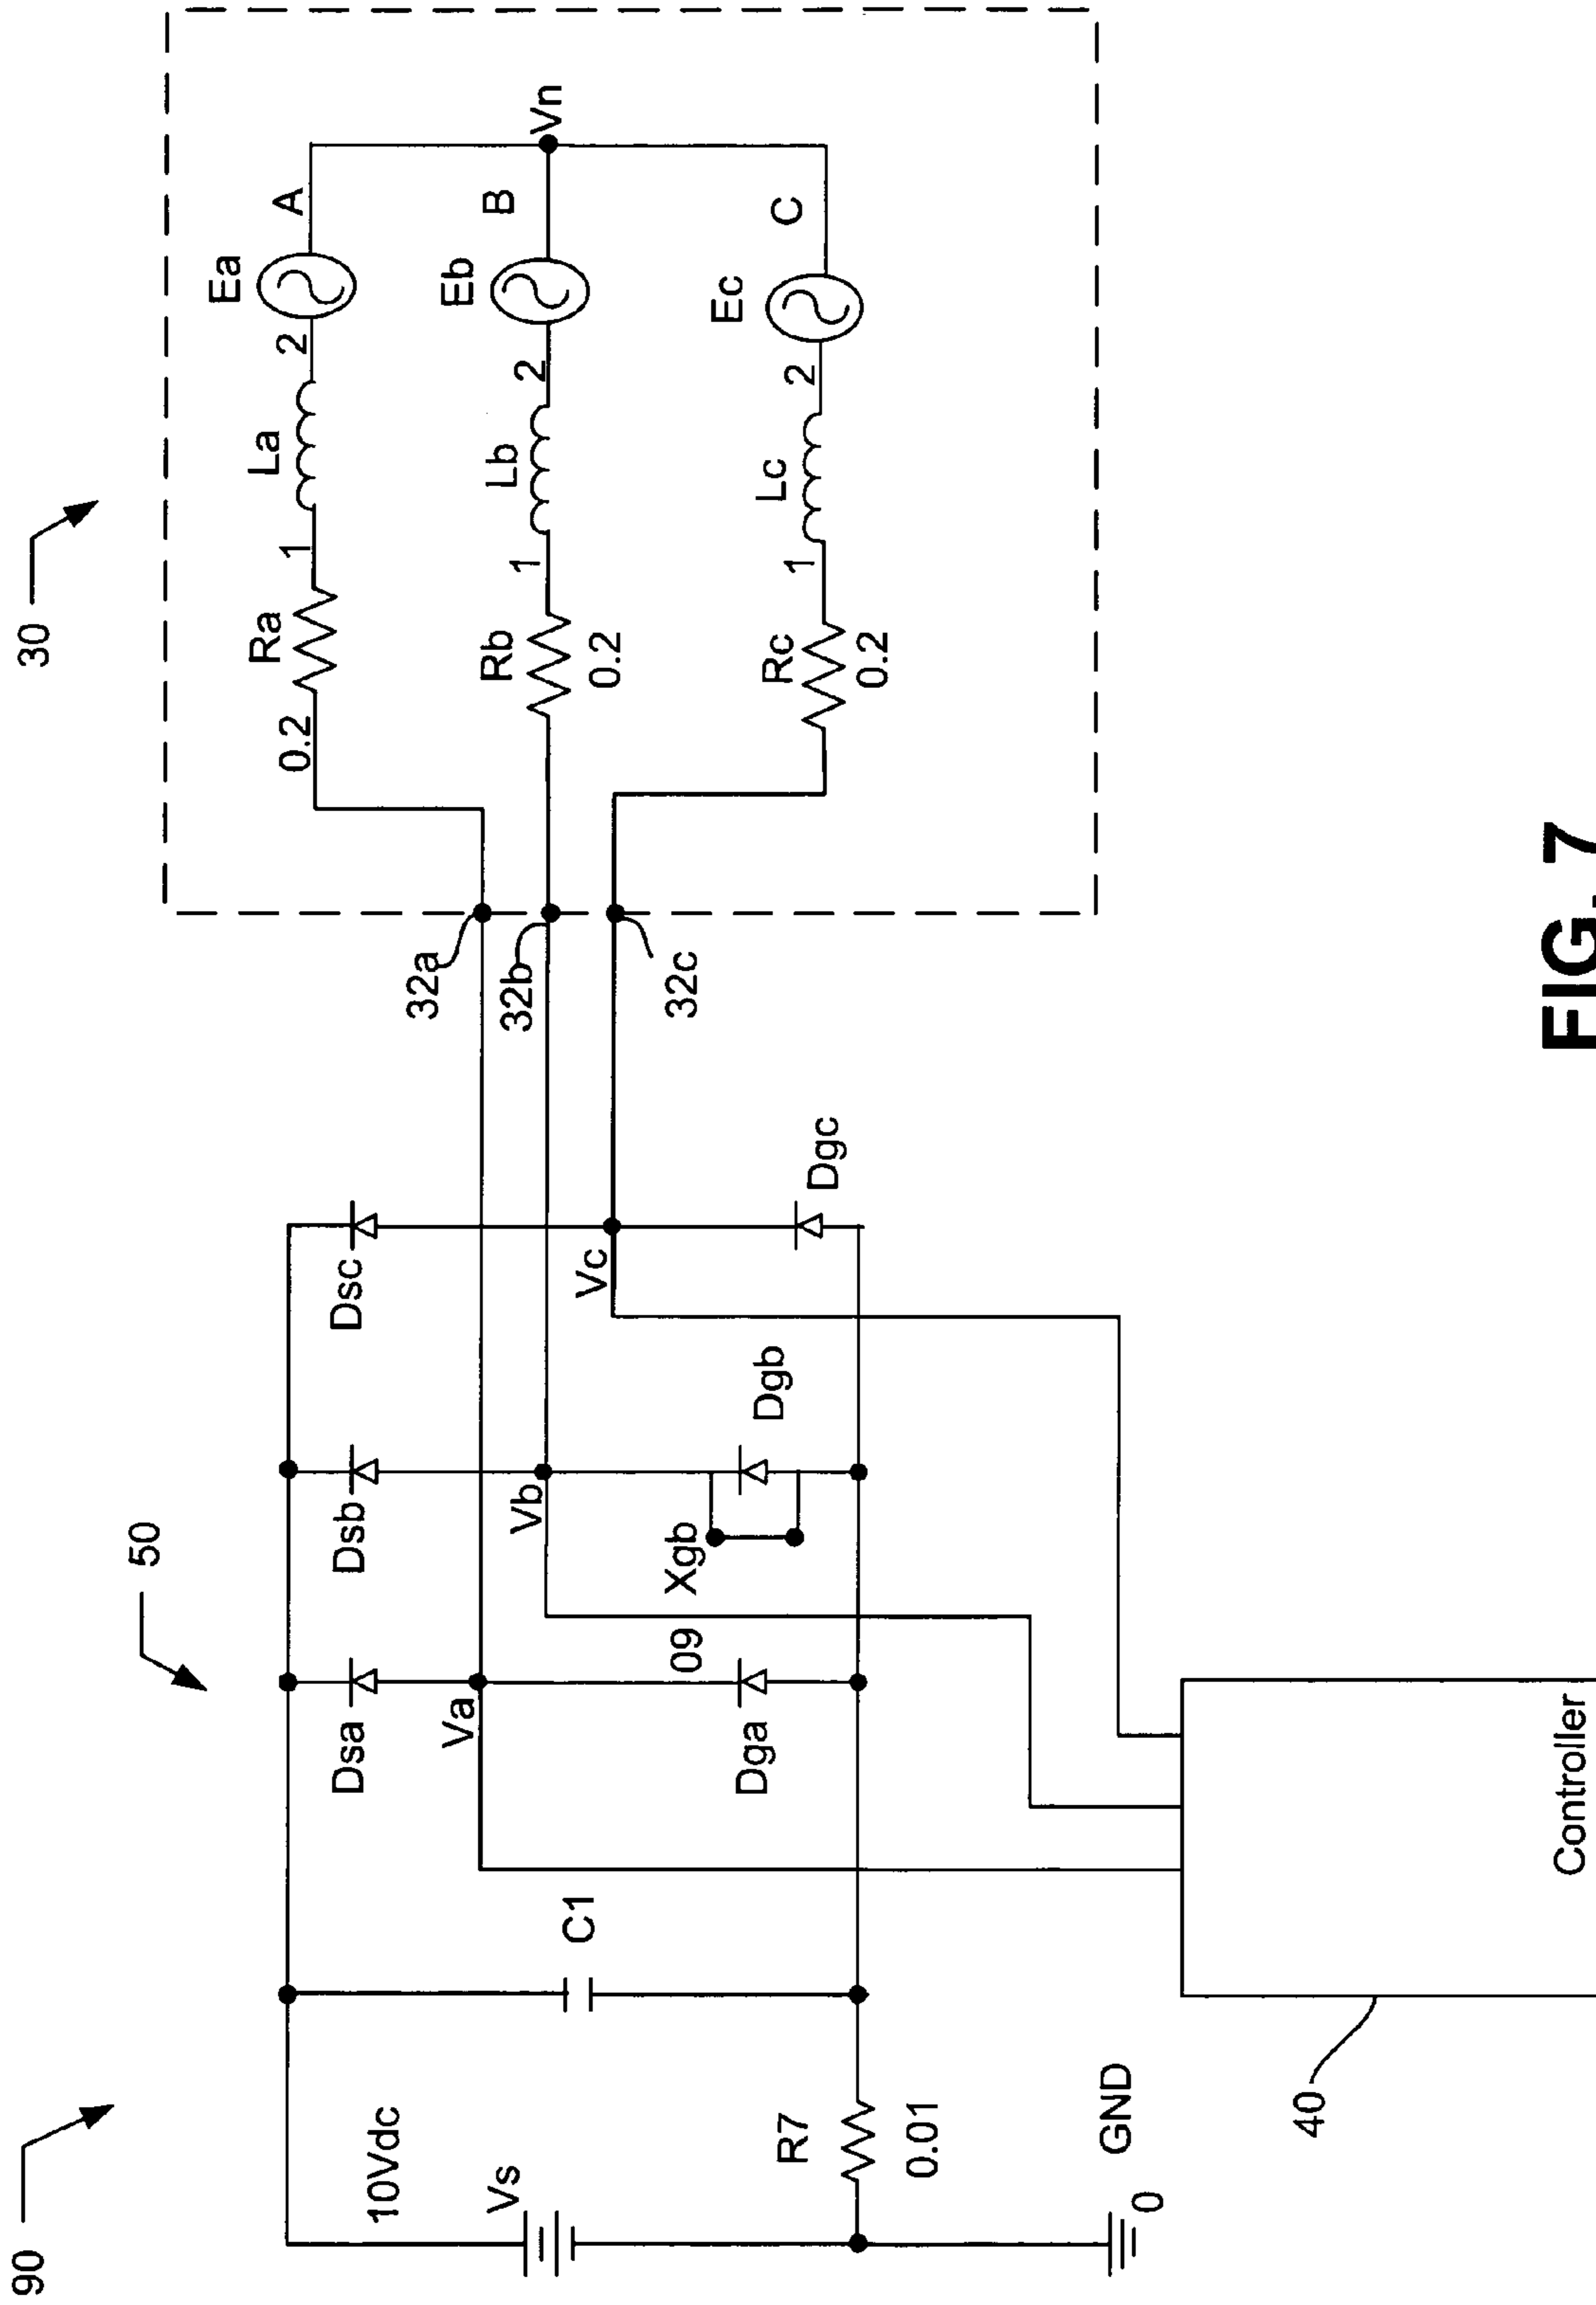 90
30
50
Ea
Ra
La
A
0.2
1
2
Dsa
Dsb
Dsc
10Vdc
32a
Eb
Va
Vs
Vb
32b
Rb
Lb
B
1
2
Vn
C1
Vc
0.2
Xgb
09
32c
Ec
Dga
Dgb
Rc
Lc
C
R7
Dgc
1
2
0.2
0.01
GND
0
40
Controller
FIG. 7